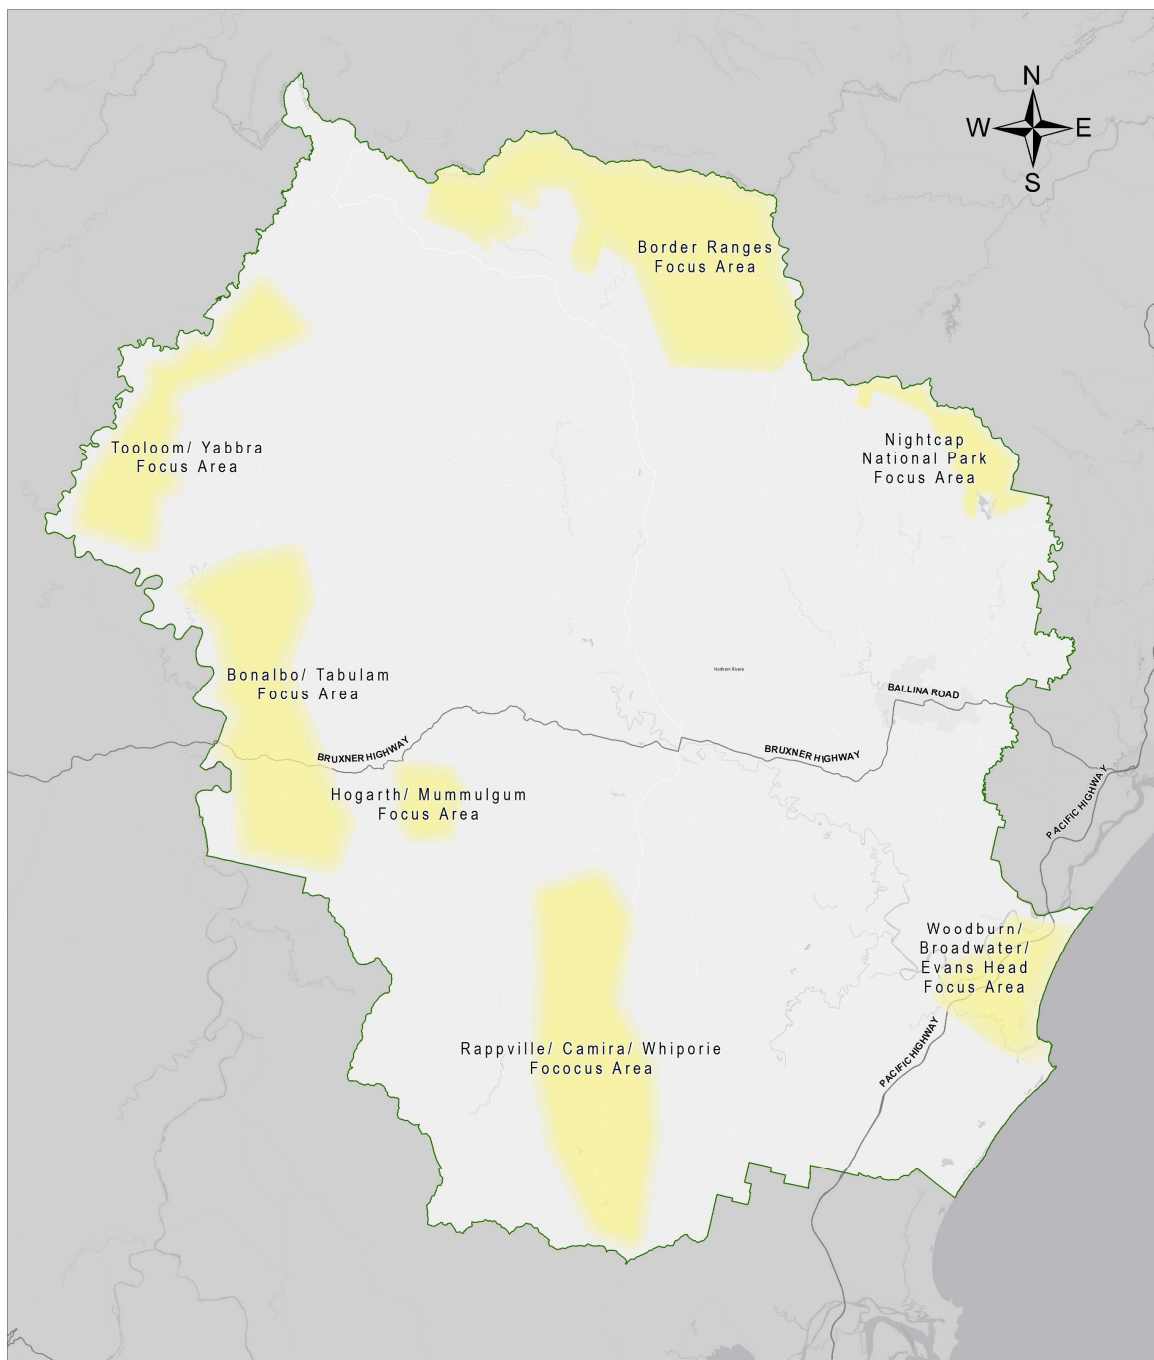 N
W E
S
Border Ranges
Focus Area
Tooloom/ Yabbra
Focus Area
Nightcap
National Park
Focus Area
Bonalbo/ Tabulam
Focus Area
Northern Rivers
BALLINA ROAD
BRUXNER HIGHWAY
BRUXNER HIGHWAY
PACIFIC HIGHWAY
Hogarth/ Mummulgum
Focus Area
Woodburn/
Broadwater/
Evans Head
Focus Area
Rappville/ Camira/ Whiporie
Fococus Area
PACIFIC HIGHWAY